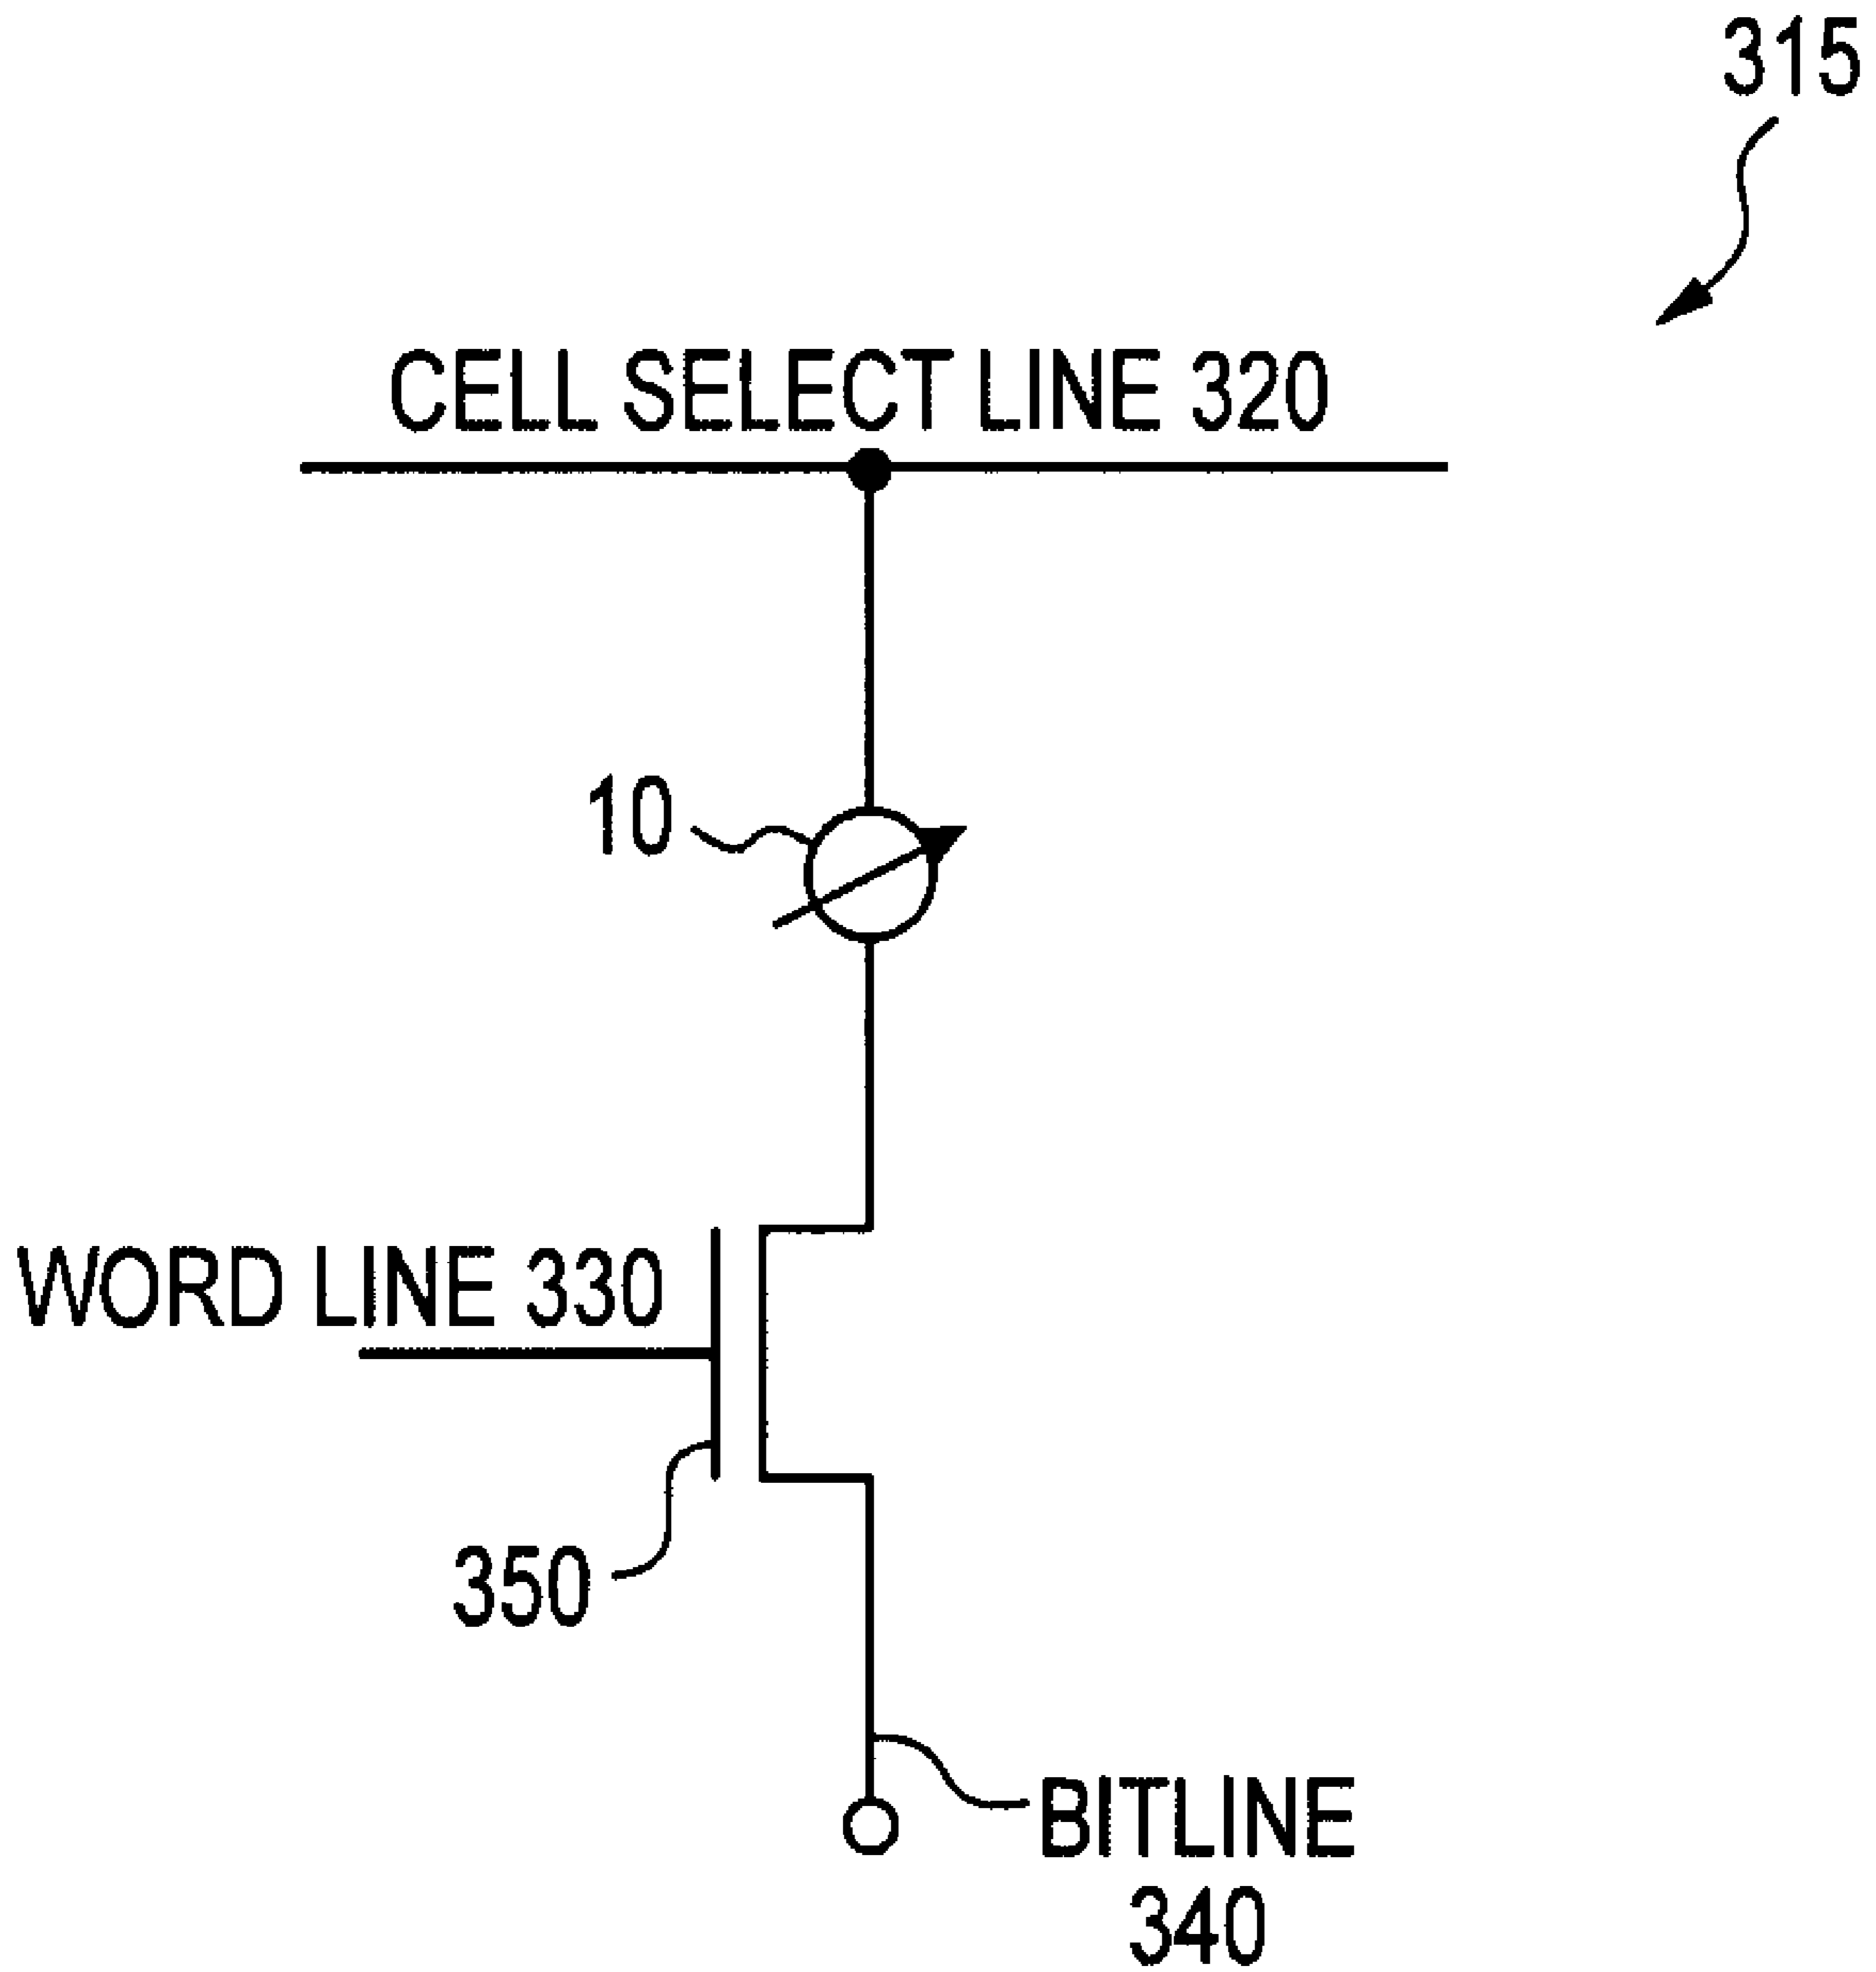 315
CELL SELECT LINE 320
10
WORD LINE 330
350
BITLINE
340